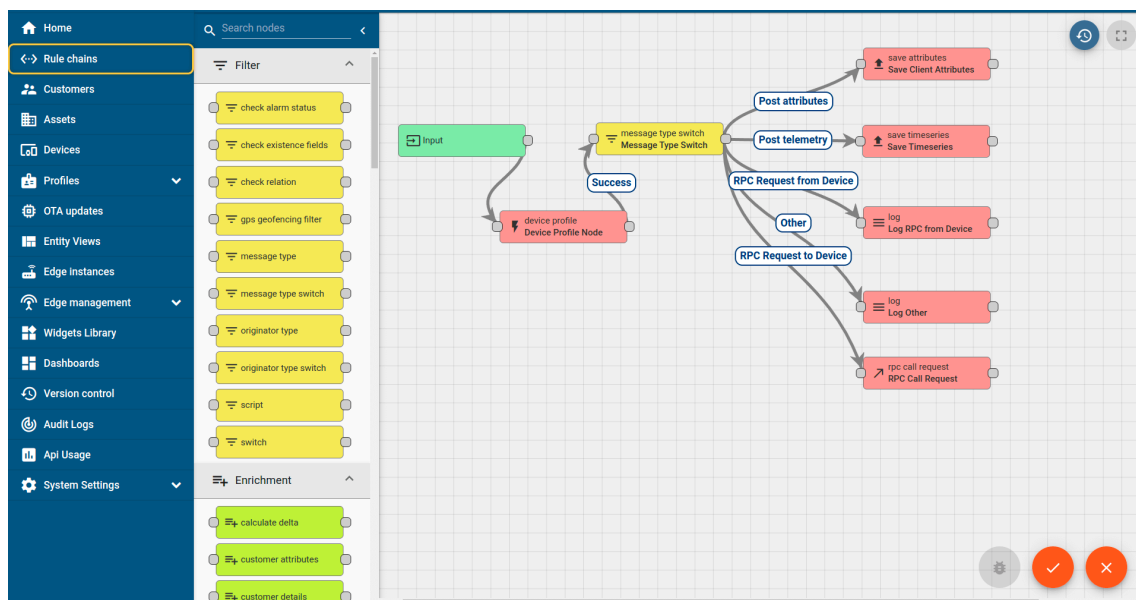 Home
Rule chains
Customers
Assets
Devices
Profiles
OTA updates
Entity Views
Edge instances
Edge management
Widgets Library
Dashboards
Version control
Audit Logs
Api Usage
System Settings
Search nodes
Filter
check alarm status
check existence fields
check relation
gps geofencing filter
message type
message type switch
originator type
originator type switch
script
switch
Enrichment
calculate delta
customer attributes
customer details
Input
device profile
Device Profile Node
Success
message type switch
Message Type Switch
Post attributes
Post telemetry
RPC Request from Device
Other
RPC Request to Device
save attributes
Save Client Attributes
save timeseries
Save Timeseries
log
Log RPC from Device
log
Log Other
rpc call request
RPC Call Request